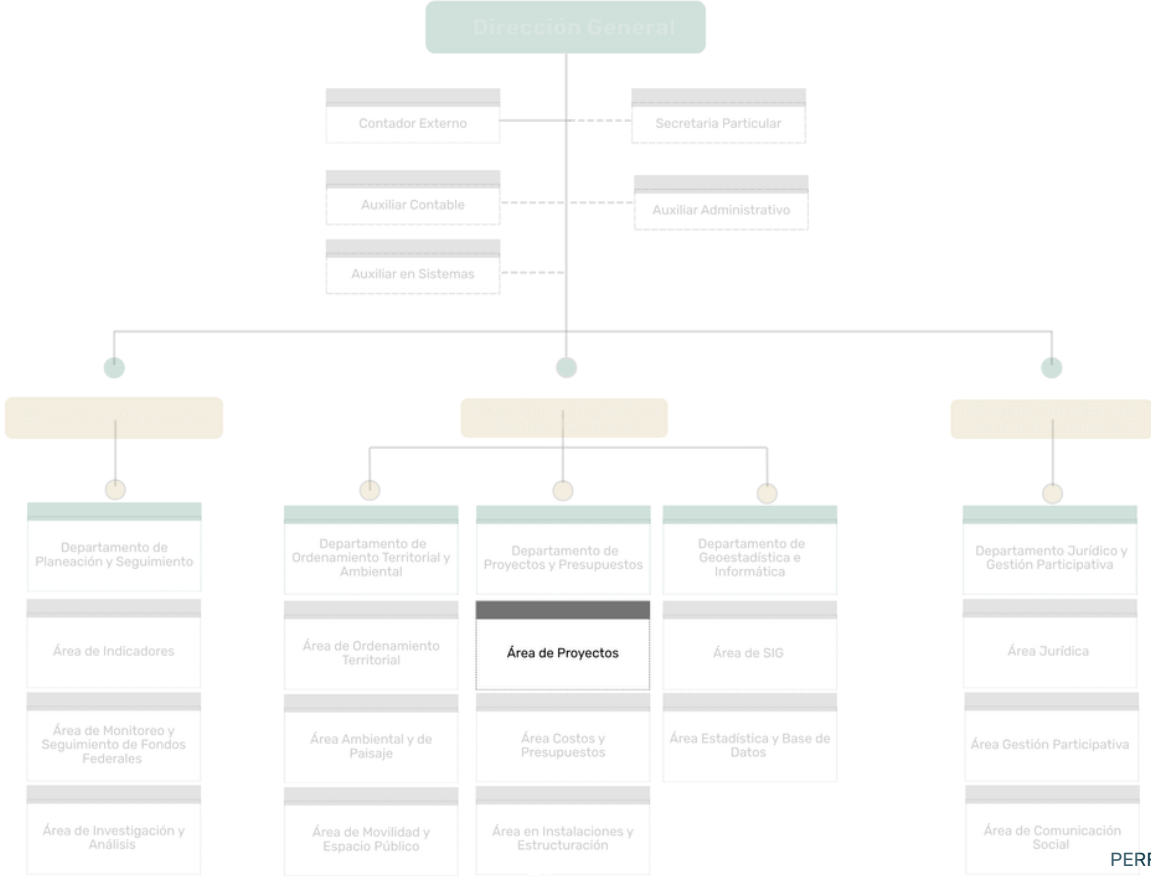 Dirección General
Contador Externo
Secretaria Particular
Auxiliar Contable
Auxiliar Administrativo
Auxiliar en Sistemas
Departamento de
Planeación y Seguimiento
Departamento de
Ordenamiento Territorial y
Ambiental
Departamento de
Proyectos y Presupuestos
Departamento de
Geoestadística e
Informática
Departamento Jurídico y
Gestión Participativa
Área de Indicadores
Área de Ordenamiento
Territorial
Área de Proyectos
Área de SIG
Área Jurídica
Área de Monitoreo y
Seguimiento de Fondos
Federales
Área Ambiental y de
Paisaje
Área Costos y
Presupuestos
Área Estadística y Base de
Datos
Área Gestión Participativa
Área de Investigación y
Análisis
Área de Movilidad y
Espacio Público
Área en Instalaciones y
Estructuración
Área de Comunicación
Social